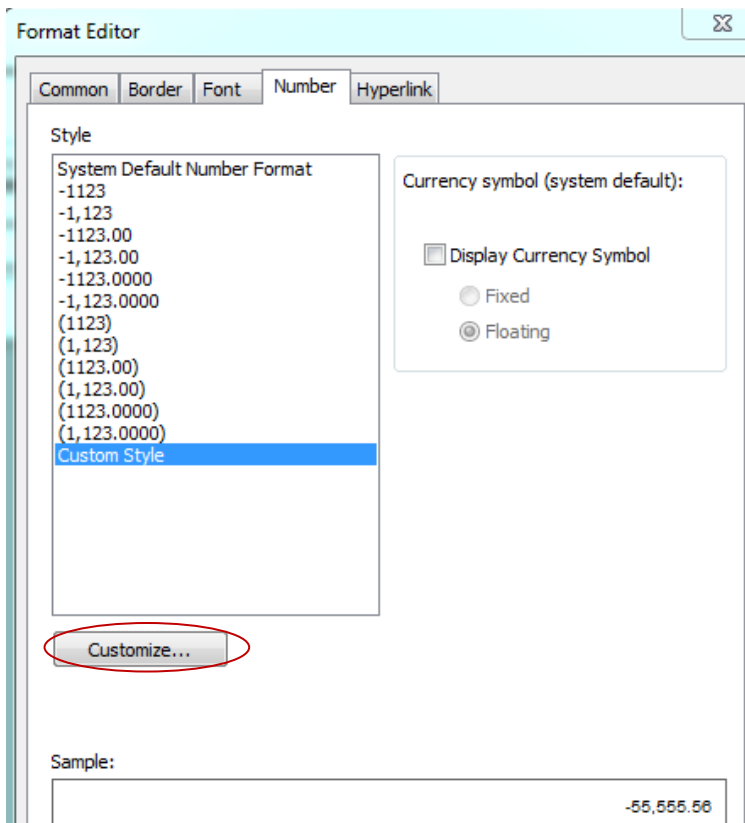 Format Editor
Common Border Font Number Hyperlink
Style
System Default Number Format
-1123
-1,123
-1123.00
-1,123.00
-1123.0000
-1,123.0000
(1123)
(1,123)
(1123.00)
(1,123.00)
(1123.0000)
(1,123.0000)
Custom Style
Currency symbol (system default):
Display Currency Symbol
Fixed
Floating
Customize...
Sample:
-55,555.56